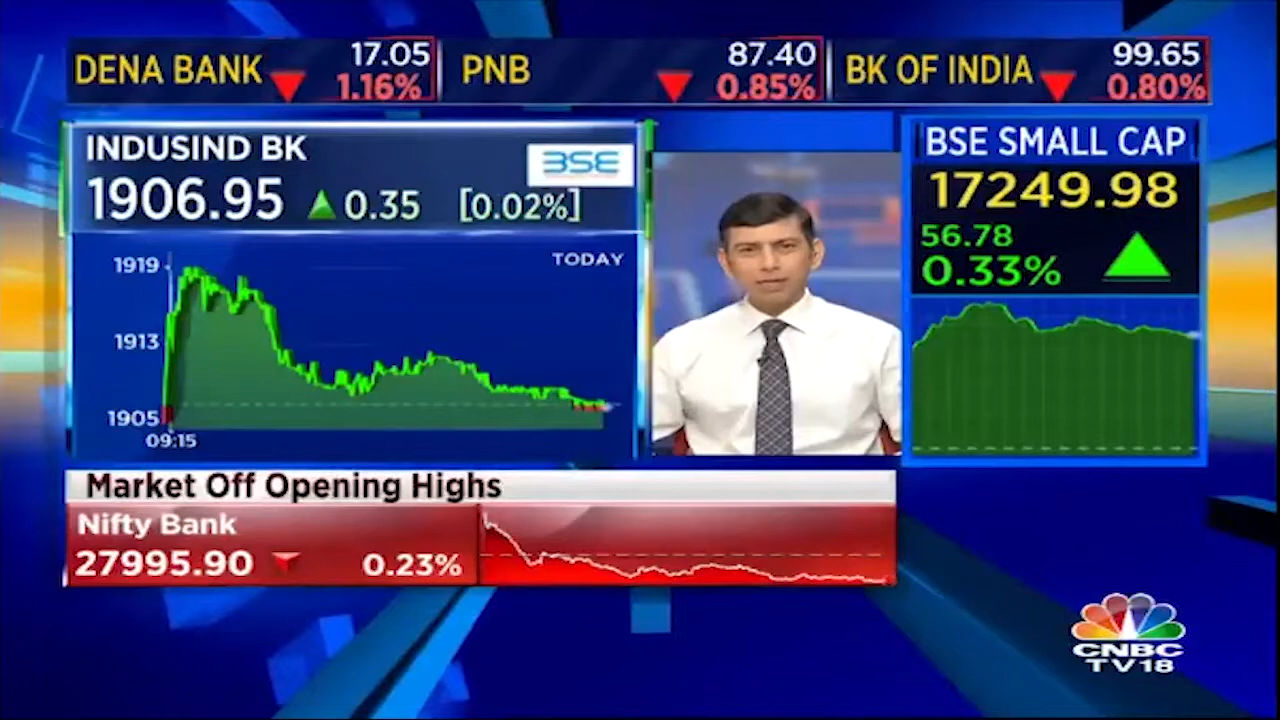 DENA BANK 17.05 1.16%
PNB 87.40 0.85%
BK OF INDIA 99.65 0.80%
INDUSIND BK
BSE
1906.95 0.35 [0.02%]
TODAY
1919
1913
1905
09:15
BSE SMALL CAP
17249.98
56.78
0.33%
Market Off Opening Highs
Nifty Bank
27995.90 0.23%
CNBC
TV18